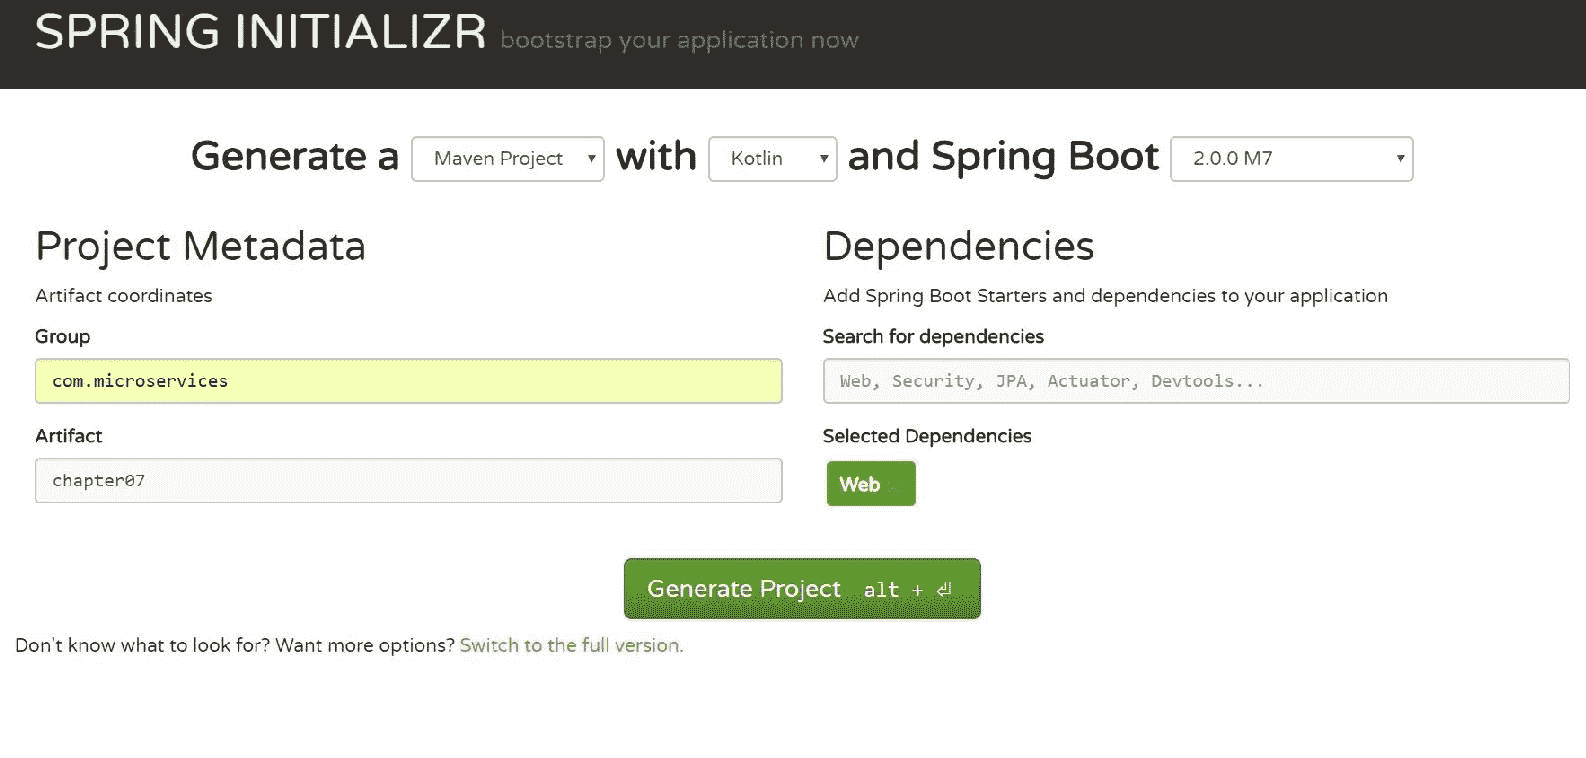 SPRING INITIALIZR bootstrap your application now
Generate a Maven Project with Kotlin and Spring Boot 2.0.0 M7
Project Metadata
Artifact coordinates
Group
com.microservices
Artifact
chapter07
Dependencies
Add Spring Boot Starters and dependencies to your application
Search for dependencies
Web, Security, JPA, Actuator, Devtools...
Selected Dependencies
Web
Generate Project alt + ⏎
Don't know what to look for? Want more options? Switch to the full version.